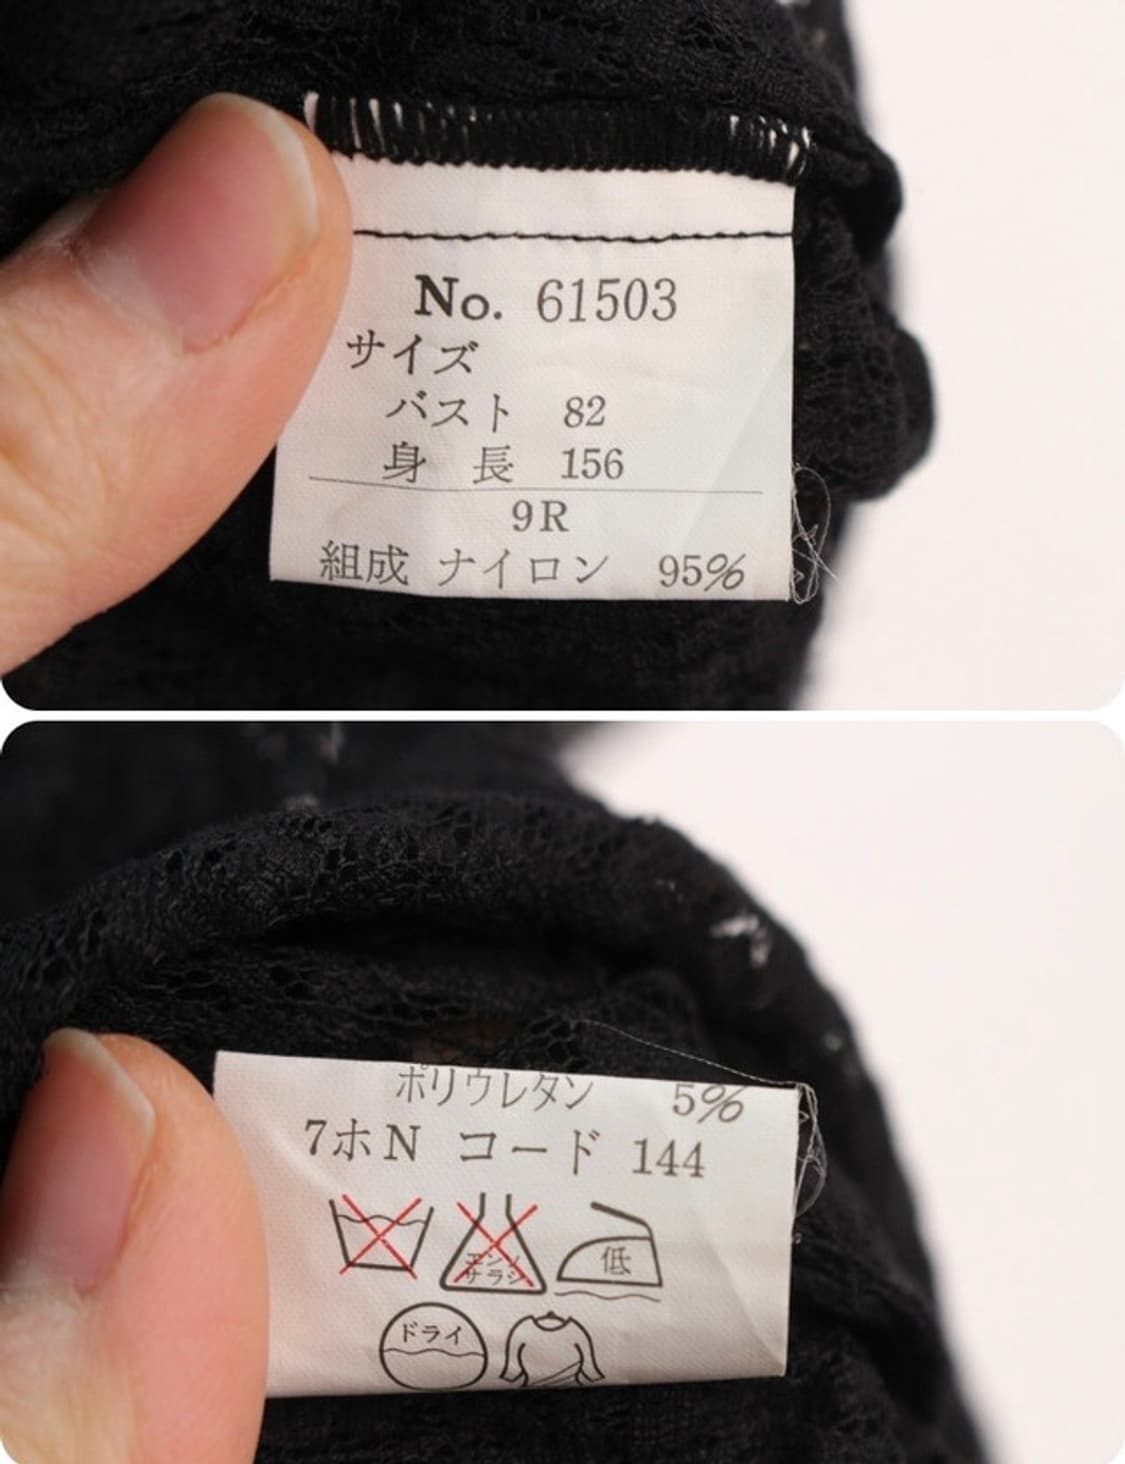 No. 61503
サイズ
バスト 82
身 長 156
9R
組成 ナイロン 95%
ポリウレタン 5%
7ホN コード 144
エンソ
サラシ
低
ドライ